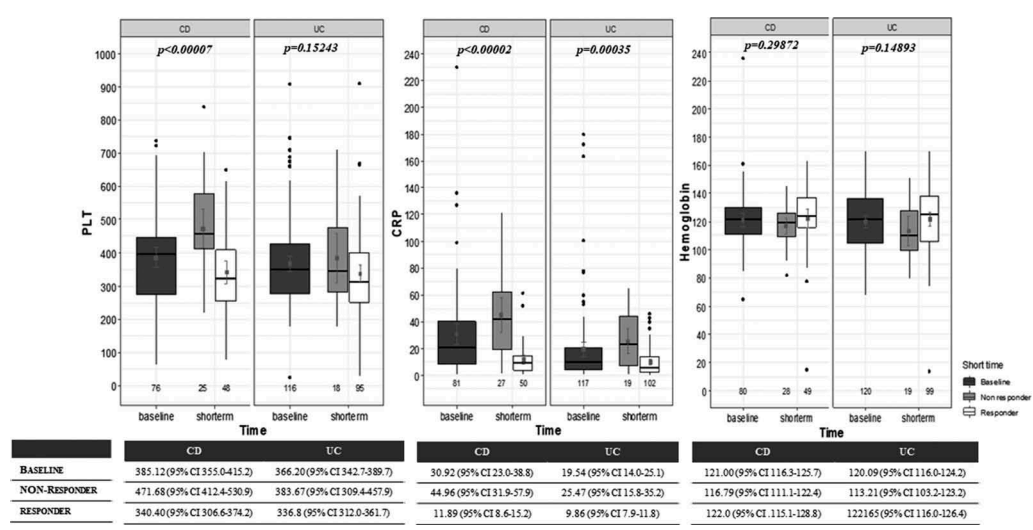 CD UC
p<0.00007 p=0.15243
PLT
1000
900
800
700
600
500
400
300
200
100
0
76 25 48 116 18 95
baseline shorterm baseline shorterm
Time
CD UC
p<0.00002 p=0.00035
CRP
240
220
200
180
160
140
120
100
80
60
40
20
0
81 27 50 117 19 102
baseline shorterm baseline shorterm
Time
CD UC
p=0.29872 p=0.14893
Hemoglobin
240
220
200
180
160
150
140
130
120
110
100
80
60
40
20
0
80 28 49 120 19 99
baseline shorterm baseline shorterm
Time
Short time
Baseline
Non responder
Responder
CD UC CD UC CD UC
BASELINE 385.12 (95% CI 355.0-415.2) 366.20 (95% CI 342.7-389.7) 30.92 (95% CI 23.0-38.8) 19.54 (95% CI 14.0-25.1) 121.00 (95% CI 116.3-125.7) 120.09 (95% CI 116.0-124.2)
NON-RESPONDER 471.68 (95% CI 412.4-530.9) 383.67 (95% CI 309.4-457.9) 44.96 (95% CI 31.9-57.9) 25.47 (95% CI 15.8-35.2) 116.79 (95% CI 111.1-122.4) 113.21 (95% CI 103.2-123.2)
RESPONDER 340.40 (95% CI 306.6-374.2) 336.8 (95% CI 312.0-361.7) 11.89 (95% CI 8.6-15.2) 9.86 (95% CI 7.9-11.8) 122.0 (95% CI .115.1-128.8) 122165 (95% CI 116.0-126.4)